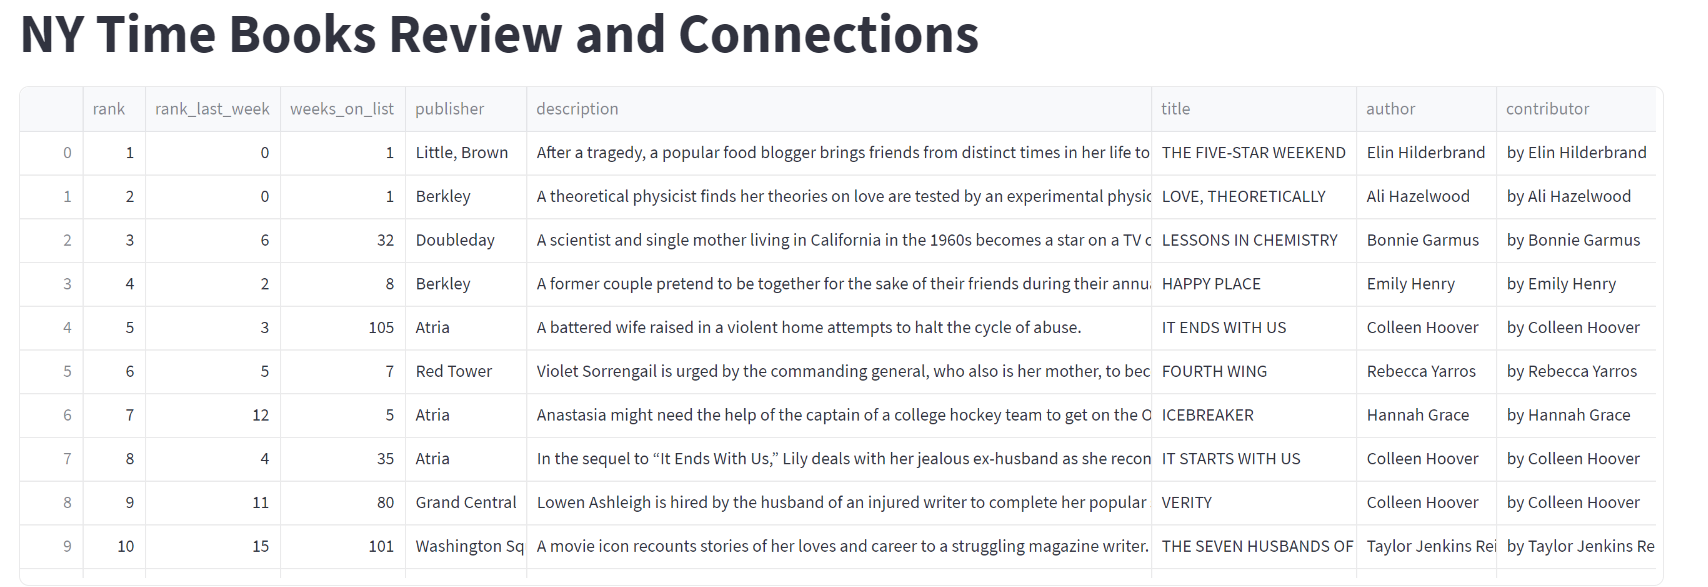 NY Time Books Review and Connections
rank rank_last_week weeks_on_list publisher description title author contributor
0 1 0 1 Little, Brown After a tragedy, a popular food blogger brings friends from distinct times in her life to THE FIVE-STAR WEEKEND Elin Hilderbrand by Elin Hilderbrand
1 2 0 1 Berkley A theoretical physicist finds her theories on love are tested by an experimental physic LOVE, THEORETICALLY Ali Hazelwood by Ali Hazelwood
2 3 6 32 Doubleday A scientist and single mother living in California in the 1960s becomes a star on a TV c LESSONS IN CHEMISTRY Bonnie Garmus by Bonnie Garmus
3 4 2 8 Berkley A former couple pretend to be together for the sake of their friends during their annu HAPPY PLACE Emily Henry by Emily Henry
4 5 3 105 Atria A battered wife raised in a violent home attempts to halt the cycle of abuse. IT ENDS WITH US Colleen Hoover by Colleen Hoover
5 6 5 7 Red Tower Violet Sorrengail is urged by the commanding general, who also is her mother, to bec FOURTH WING Rebecca Yarros by Rebecca Yarros
6 7 12 5 Atria Anastasia might need the help of the captain of a college hockey team to get on the O ICEBREAKER Hannah Grace by Hannah Grace
7 8 4 35 Atria In the sequel to “It Ends With Us,” Lily deals with her jealous ex-husband as she recon IT STARTS WITH US Colleen Hoover by Colleen Hoover
8 9 11 80 Grand Central Lowen Ashleigh is hired by the husband of an injured writer to complete her popular VERITY Colleen Hoover by Colleen Hoover
9 10 15 101 Washington Sq A movie icon recounts stories of her loves and career to a struggling magazine writer. THE SEVEN HUSBANDS OF Taylor Jenkins Rei by Taylor Jenkins Re